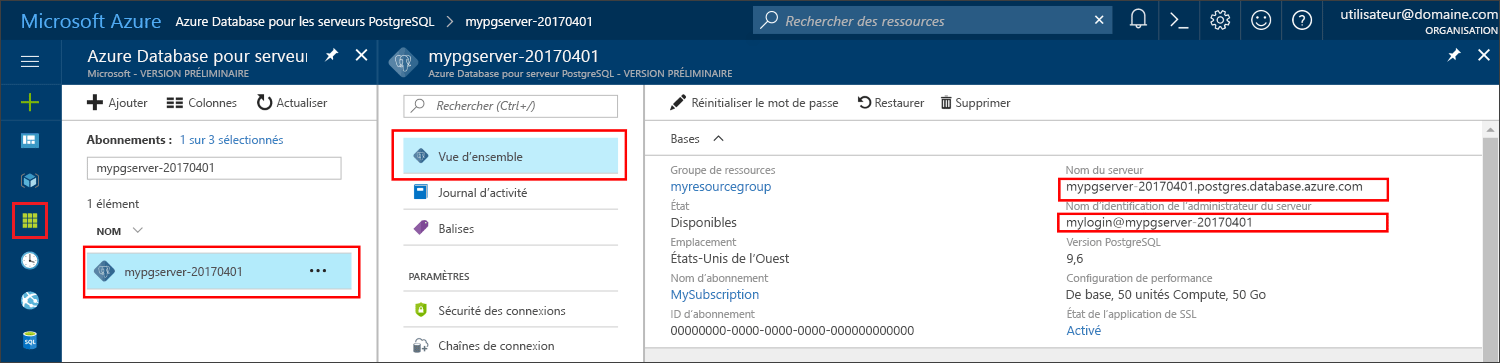 Microsoft Azure Azure Database pour les serveurs PostgreSQL > mypgserver-20170401 Rechercher des ressources utilisateur@domaine.com
ORGANISATION
Azure Database pour serveu
Microsoft - VERSION PRÉLIMINAIRE
Ajouter Colonnes Actualiser
Abonnements : 1 sur 3 sélectionnés
mypgserver-20170401
1 élément
NOM
mypgserver-20170401 ...
SQL
mypgserver-20170401
Azure Database pour serveur PostgreSQL - VERSION PRÉLIMINAIRE
Rechercher (Ctrl+/)
Vue d'ensemble
Journal d'activité
Balises
PARAMÈTRES
Sécurité des connexions
Chaînes de connexion
Réinitialiser le mot de passe Restaurer Supprimer
Bases
Groupe de ressources
myresourcegroup
État
Disponibles
Emplacement
États-Unis de l'Ouest
Nom d'abonnement
MySubscription
ID d'abonnement
00000000-0000-0000-0000-000000000000
Nom du serveur
mypgserver-20170401.postgres.database.azure.com
Nom d'identification de l'administrateur du serveur
mylogin@mypgserver-20170401
Version PostgreSQL
9,6
Configuration de performance
De base, 50 unités Compute, 50 Go
État de l'application de SSL
Activé